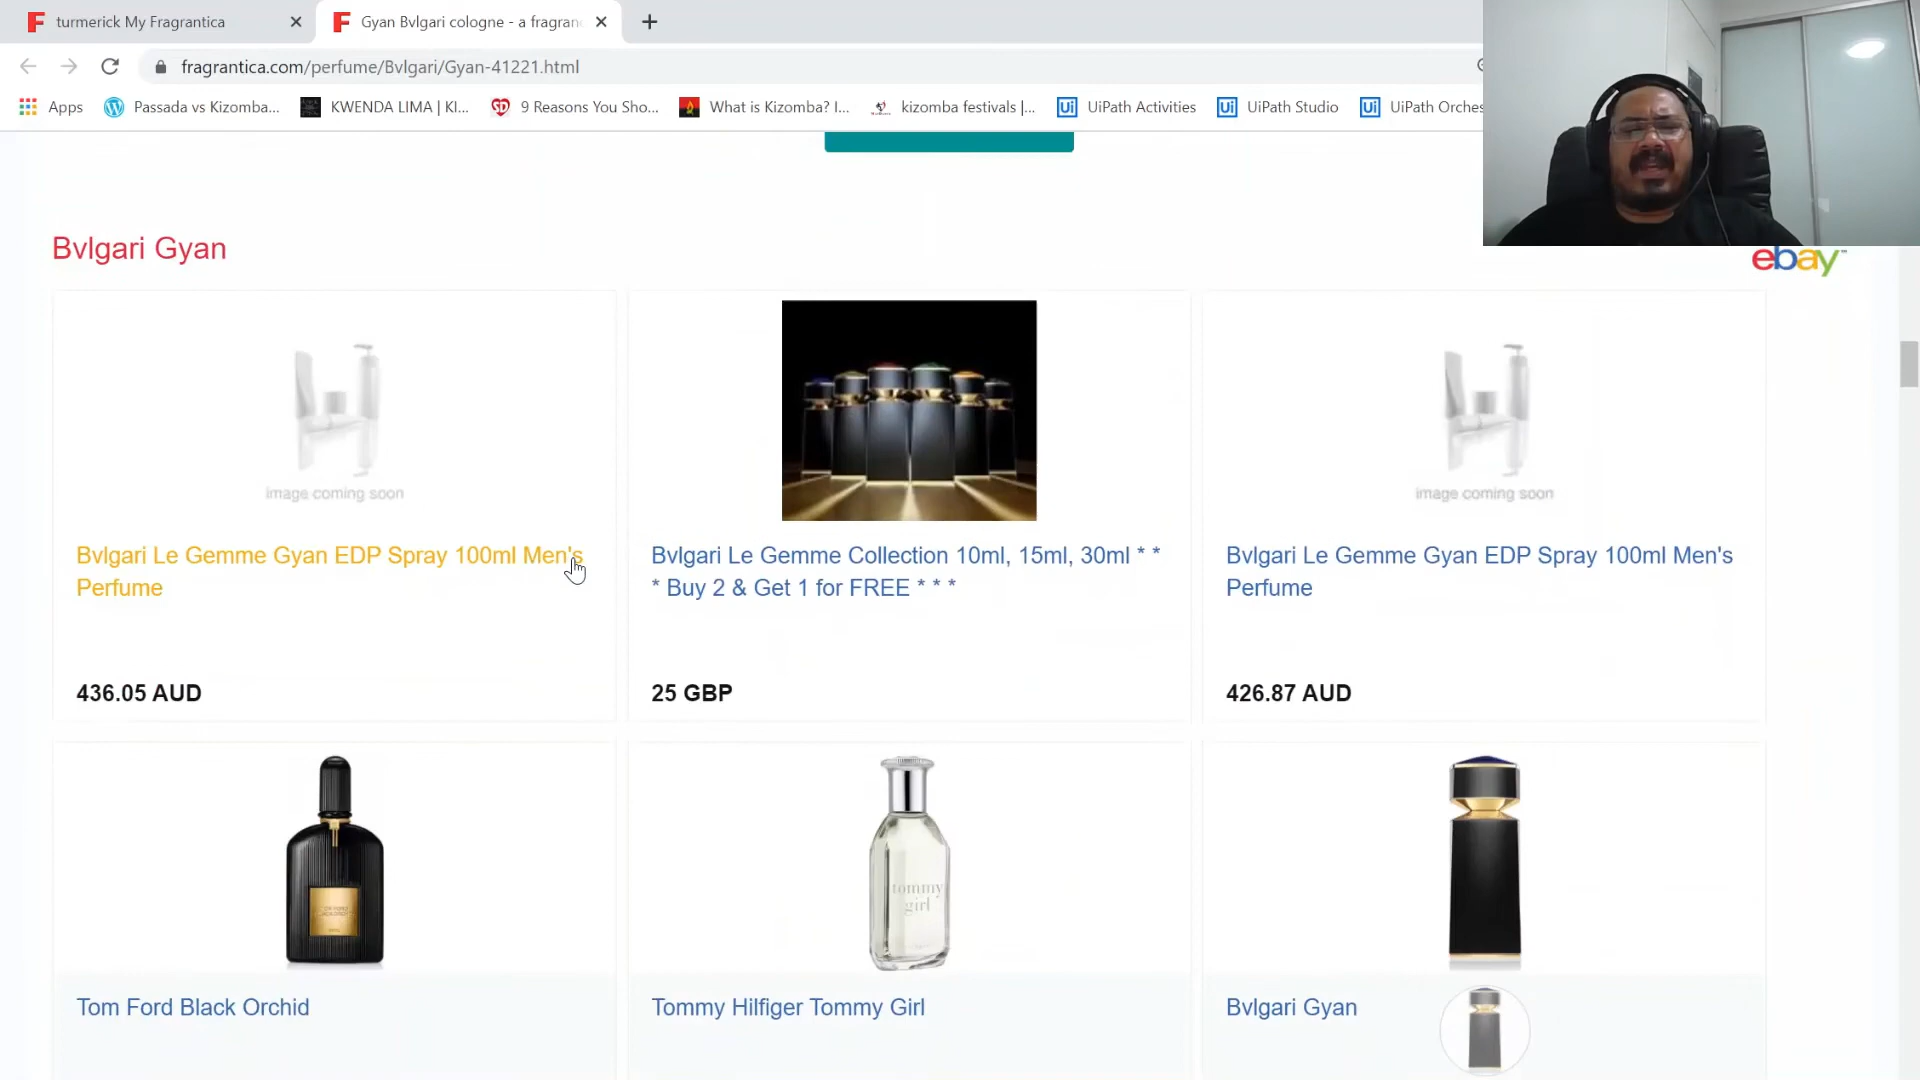 turmerick My Fragrantica
Gyan Bvlgari cologne - a fragran
fragrantica.com/perfume/Bvlgari/Gyan-41221.html
Apps
Passada vs Kizomba...
KWENDA LIMA | KI...
9 Reasons You Sho...
What is Kizomba? I...
kizomba festivals |...
UiPath Activities
UiPath Studio
UiPath Orches
Bvlgari Gyan
ebay™
image coming soon
image coming soon
Bvlgari Le Gemme Gyan EDP Spray 100ml Men's
Perfume
Bvlgari Le Gemme Collection 10ml, 15ml, 30ml * *
* Buy 2 & Get 1 for FREE * * *
Bvlgari Le Gemme Gyan EDP Spray 100ml Men's
Perfume
436.05 AUD
25 GBP
426.87 AUD
tommy
girl
Tom Ford Black Orchid
Tommy Hilfiger Tommy Girl
Bvlgari Gyan